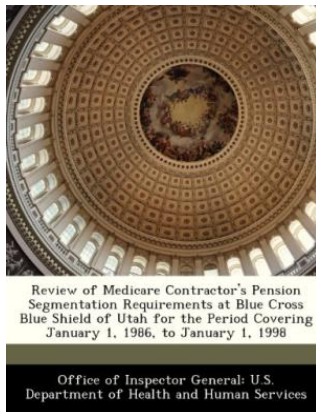 Review of Medicare Contractor's Pension
Segmentation Requirements at Blue Cross
Blue Shield of Utah for the Period Covering
January 1, 1986, to January 1, 1998
Office of Inspector General: U.S.
Department of Health and Human Services